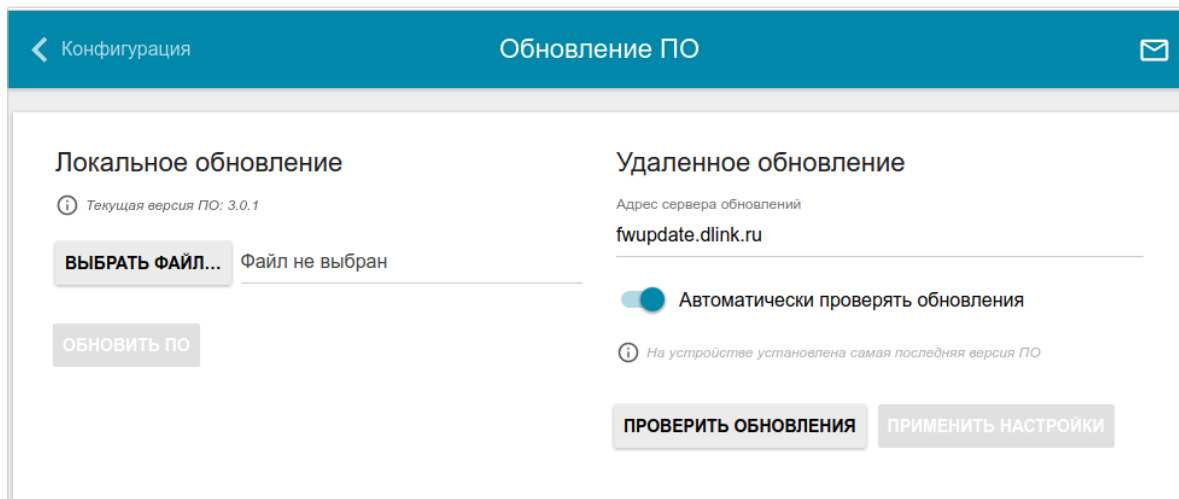 Конфигурация
Обновление ПО
Локальное обновление
Текущая версия ПО: 3.0.1
ВЫБРАТЬ ФАЙЛ... Файл не выбран
ОБНОВИТЬ ПО
Удаленное обновление
Адрес сервера обновлений
fwupdate.dlink.ru
Автоматически проверять обновления
На устройстве установлена самая последняя версия ПО
ПРОВЕРИТЬ ОБНОВЛЕНИЯ ПРИМЕНИТЬ НАСТРОЙКИ